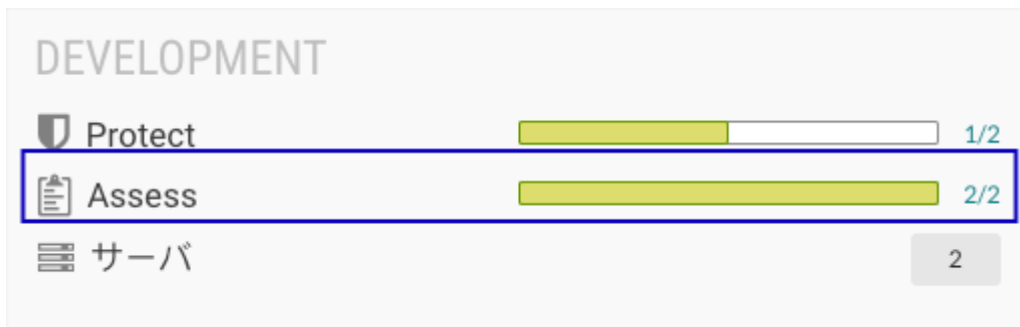 DEVELOPMENT
Protect 1/2
Assess 2/2
サーバ 2